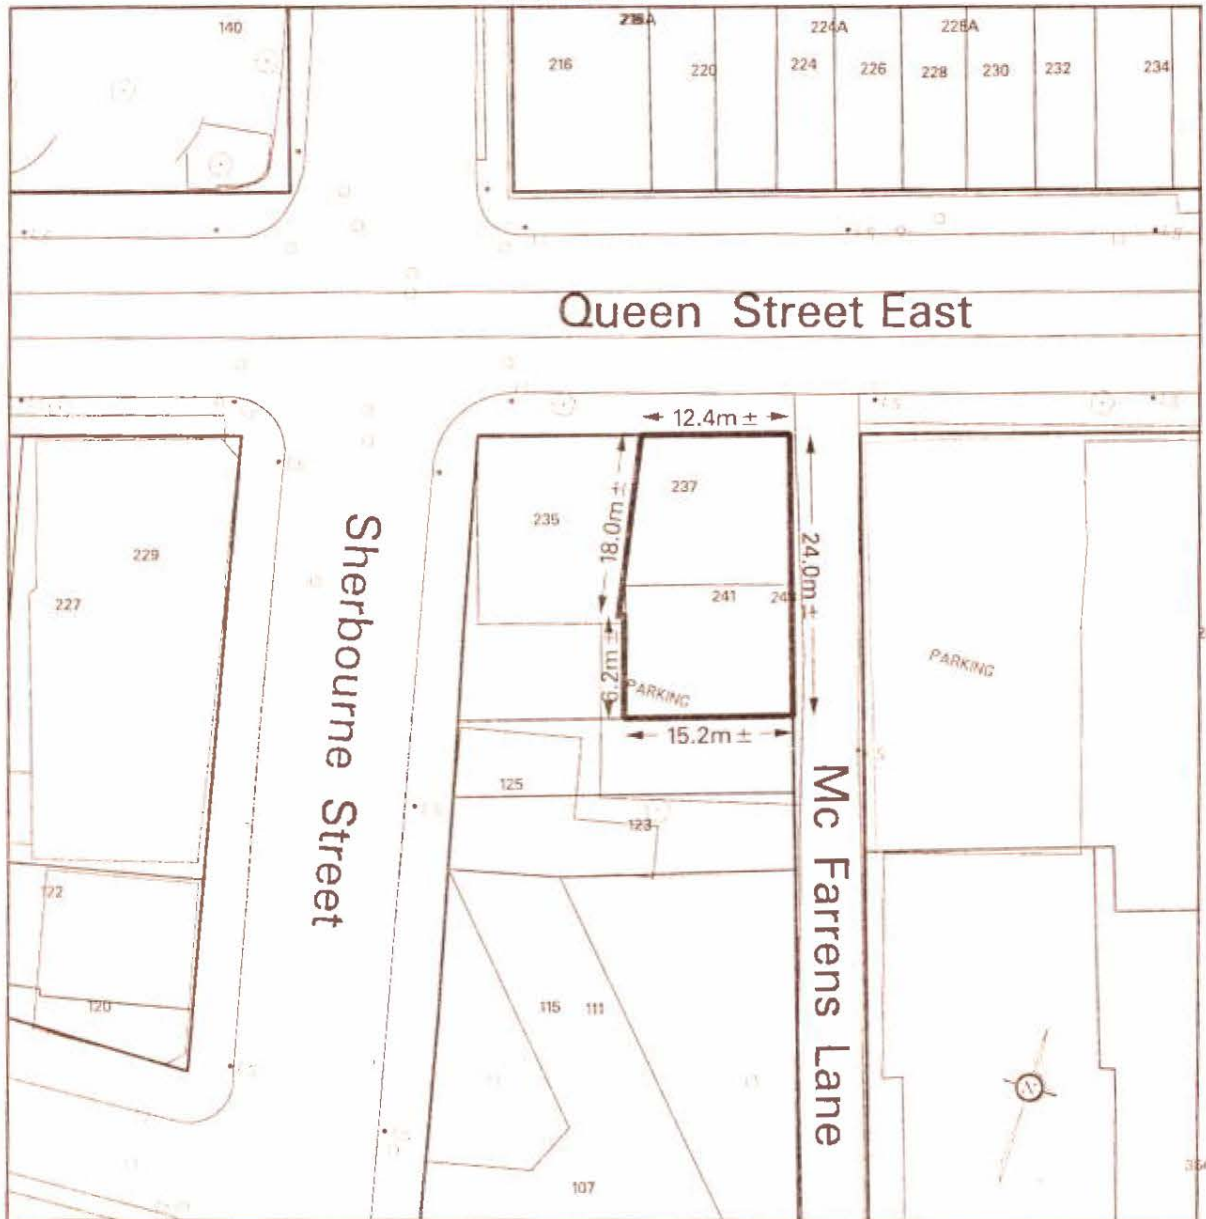 140
216
220
224A
224
226
228
230
232
234
Queen Street East
12.4m ±
237
235
18.0m ±
24.0m ±
229
227
241
6.2m ±
PARKING
PARKING
15.2m ±
Sherbourne Street
Mc Farrens Lane
125
123
122
120
115
111
N
107